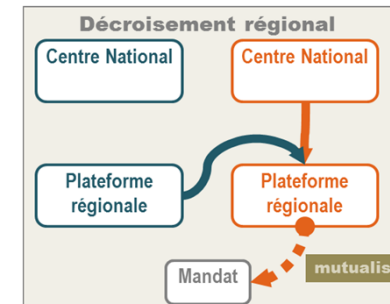 Décroisement régional
Centre National
Centre National
Plateforme
régionale
Plateforme
régionale
mutualis
Mandat